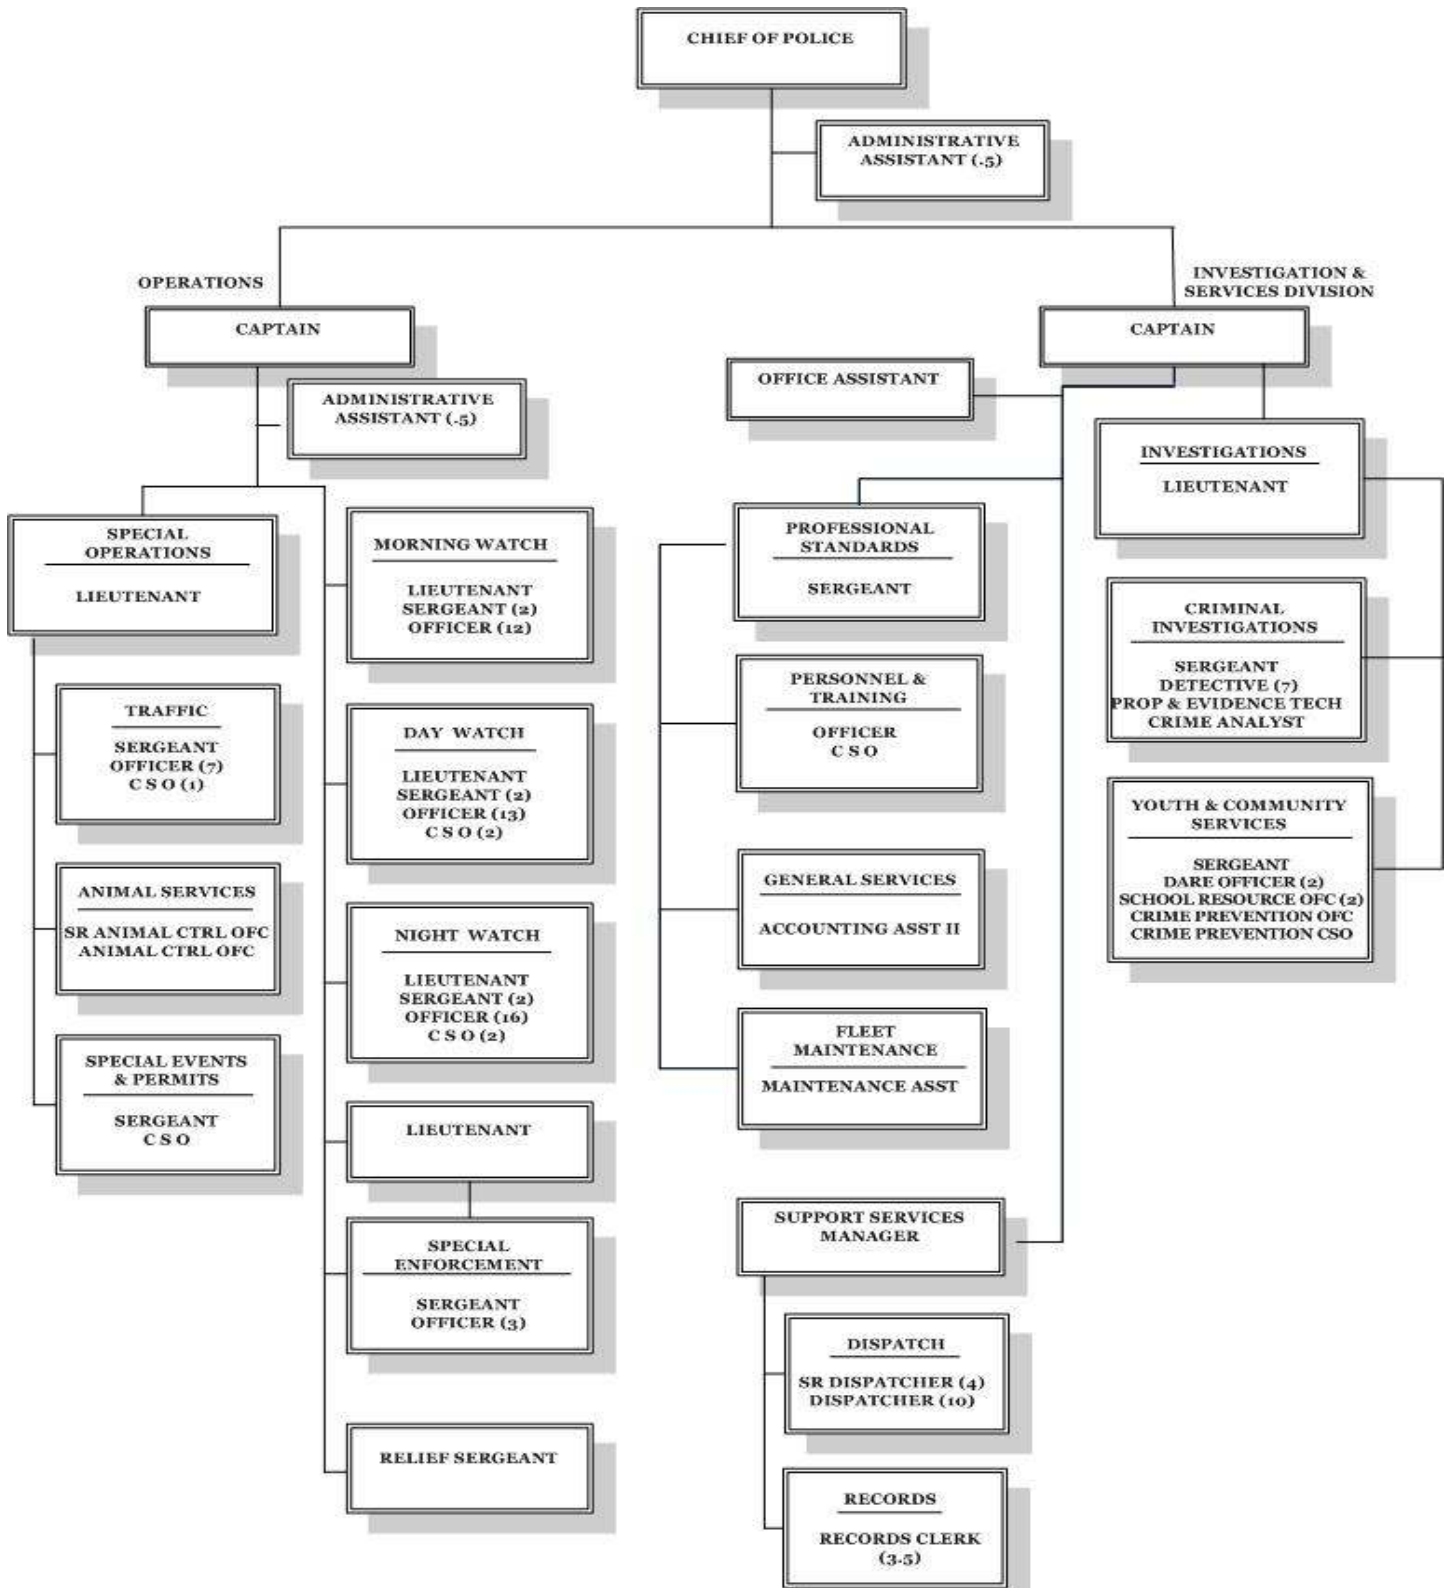 CHIEF OF POLICE
ADMINISTRATIVE
ASSISTANT (.5)
OPERATIONS
CAPTAIN
ADMINISTRATIVE
ASSISTANT (.5)
SPECIAL
OPERATIONS
LIEUTENANT
TRAFFIC
SERGEANT
OFFICER (7)
C S O (1)
ANIMAL SERVICES
SR ANIMAL CTRL OFC
ANIMAL CTRL OFC
SPECIAL EVENTS
& PERMITS
SERGEANT
C S O
MORNING WATCH
LIEUTENANT
SERGEANT (2)
OFFICER (12)
DAY WATCH
LIEUTENANT
SERGEANT (2)
OFFICER (13)
C S O (2)
NIGHT WATCH
LIEUTENANT
SERGEANT (2)
OFFICER (16)
C S O (2)
LIEUTENANT
SPECIAL
ENFORCEMENT
SERGEANT
OFFICER (3)
RELIEF SERGEANT
INVESTIGATION &
SERVICES DIVISION
CAPTAIN
OFFICE ASSISTANT
PROFESSIONAL
STANDARDS
SERGEANT
PERSONNEL &
TRAINING
OFFICER
C S O
GENERAL SERVICES
ACCOUNTING ASST II
FLEET
MAINTENANCE
MAINTENANCE ASST
SUPPORT SERVICES
MANAGER
DISPATCH
SR DISPATCHER (4)
DISPATCHER (10)
RECORDS
RECORDS CLERK
(3.5)
INVESTIGATIONS
LIEUTENANT
CRIMINAL
INVESTIGATIONS
SERGEANT
DETECTIVE (7)
PROP & EVIDENCE TECH
CRIME ANALYST
YOUTH & COMMUNITY
SERVICES
SERGEANT
DARE OFFICER (2)
SCHOOL RESOURCE OFC (2)
CRIME PREVENTION OFC
CRIME PREVENTION CSO